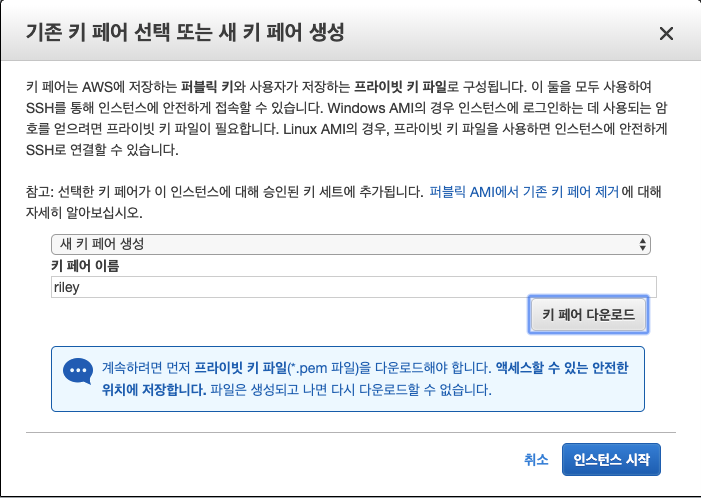 기존 키 페어 선택 또는 새 키 페어 생성
키 페어는 AWS에 저장하는 퍼블릭 키와 사용자가 저장하는 프라이빗 키 파일로 구성됩니다. 이 둘을 모두 사용하여
SSH를 통해 인스턴스에 안전하게 접속할 수 있습니다. Windows AMI의 경우 인스턴스에 로그인하는 데 사용되는 암
호를 얻으려면 프라이빗 키 파일이 필요합니다. Linux AMI의 경우, 프라이빗 키 파일을 사용하면 인스턴스에 안전하게
SSH로 연결할 수 있습니다.
참고: 선택한 키 페어가 이 인스턴스에 대해 승인된 키 세트에 추가됩니다. 퍼블릭 AMI에서 기존 키 페어 제거 에 대해
자세히 알아보십시오.
새 키 페어 생성
키 페어 이름
riley
키 페어 다운로드
계속하려면 먼저 프라이빗 키 파일(*.pem 파일)을 다운로드해야 합니다. 액세스할 수 있는 안전한
위치에 저장합니다. 파일은 생성되고 나면 다시 다운로드할 수 없습니다.
취소
인스턴스 시작